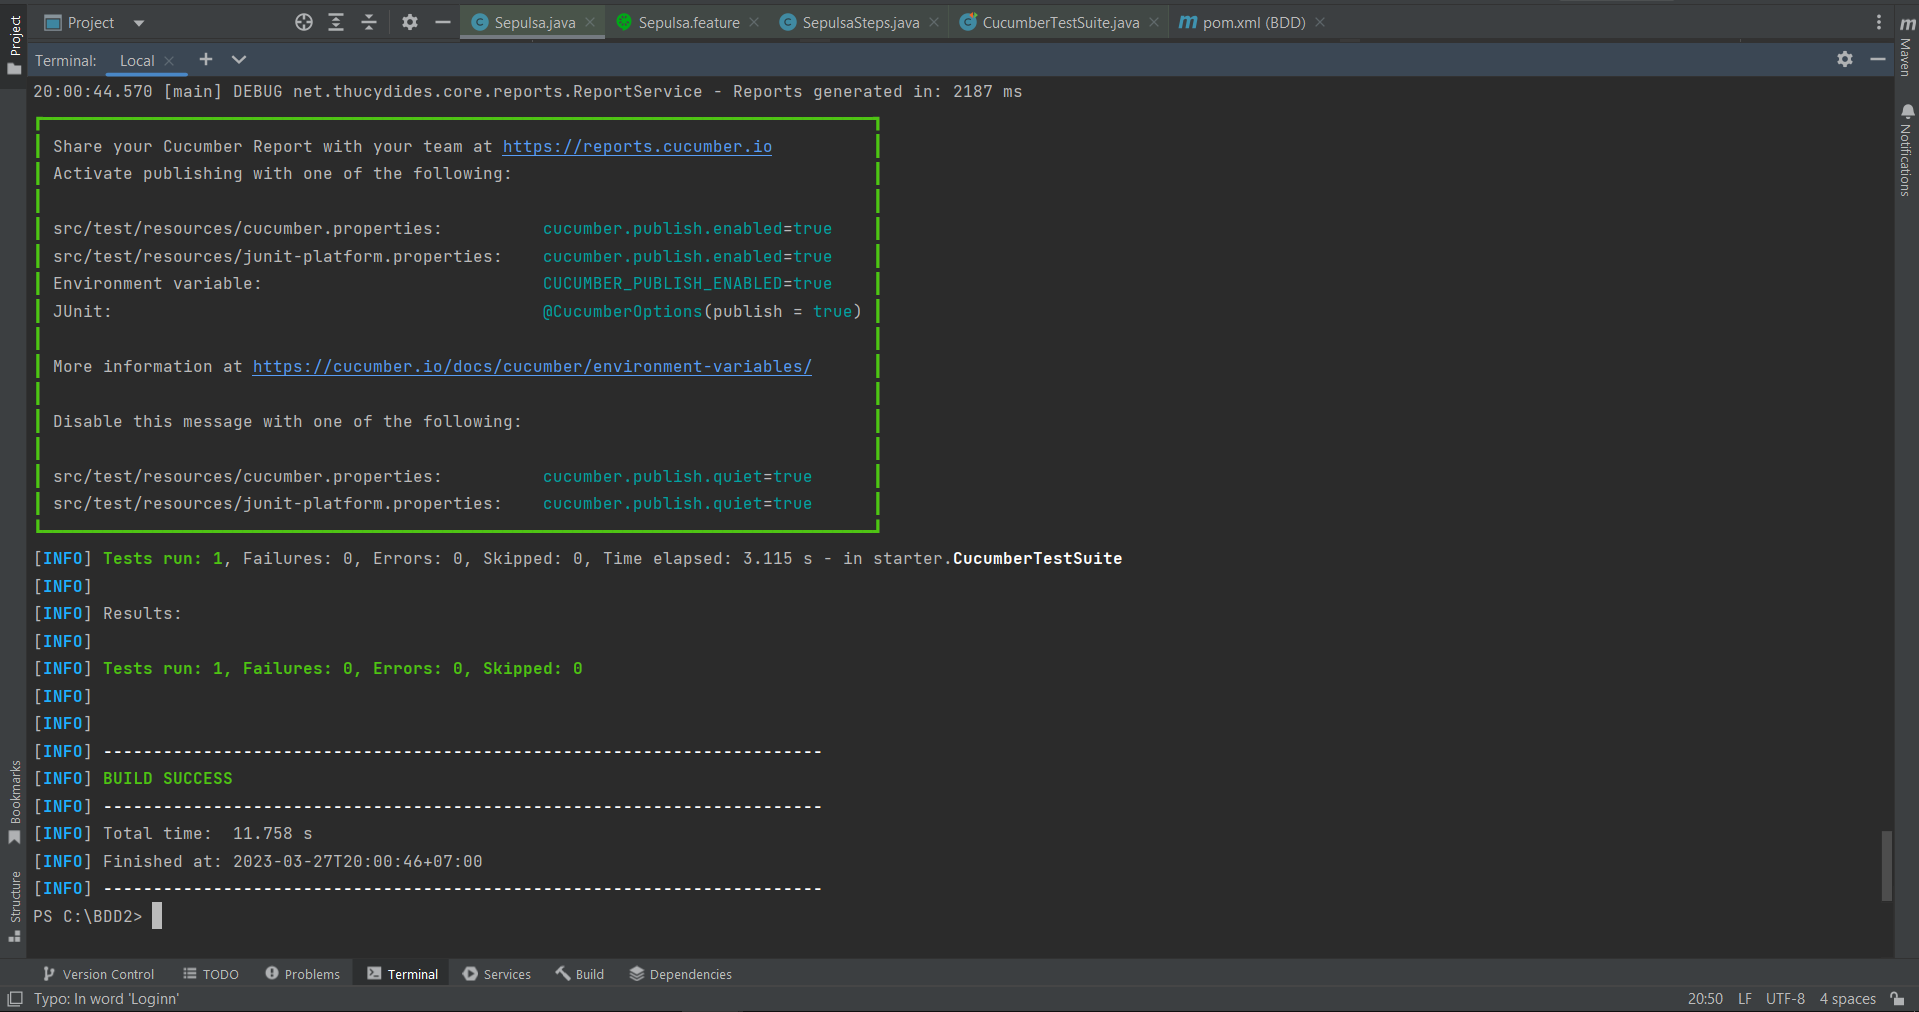 Project
Sepulsa.java
Sepulsa.feature
SepulsaSteps.java
CucumberTestSuite.java
pom.xml (BDD)
Project
Maven
Notifications
Terminal: Local
20:00:44.570 [main] DEBUG net.thucydides.core.reports.ReportService - Reports generated in: 2187 ms
Share your Cucumber Report with your team at https://reports.cucumber.io
Activate publishing with one of the following:
src/test/resources/cucumber.properties: cucumber.publish.enabled=true
src/test/resources/junit-platform.properties: cucumber.publish.enabled=true
Environment variable: CUCUMBER_PUBLISH_ENABLED=true
JUnit: @CucumberOptions(publish = true)
More information at https://cucumber.io/docs/cucumber/environment-variables/
Disable this message with one of the following:
src/test/resources/cucumber.properties: cucumber.publish.quiet=true
src/test/resources/junit-platform.properties: cucumber.publish.quiet=true
[INFO] Tests run: 1, Failures: 0, Errors: 0, Skipped: 0, Time elapsed: 3.115 s - in starter.CucumberTestSuite
[INFO]
[INFO] Results:
[INFO]
[INFO] Tests run: 1, Failures: 0, Errors: 0, Skipped: 0
[INFO]
[INFO]
[INFO] ------------------------------------------------------------------------
[INFO] BUILD SUCCESS
[INFO] ------------------------------------------------------------------------
[INFO] Total time:  11.758 s
[INFO] Finished at: 2023-03-27T20:00:46+07:00
[INFO] ------------------------------------------------------------------------
PS C:\BDD2>
Bookmarks
Structure
Version Control
TODO
Problems
Terminal
Services
Build
Dependencies
Typo: In word 'Loginn'
20:50 LF UTF-8 4 spaces